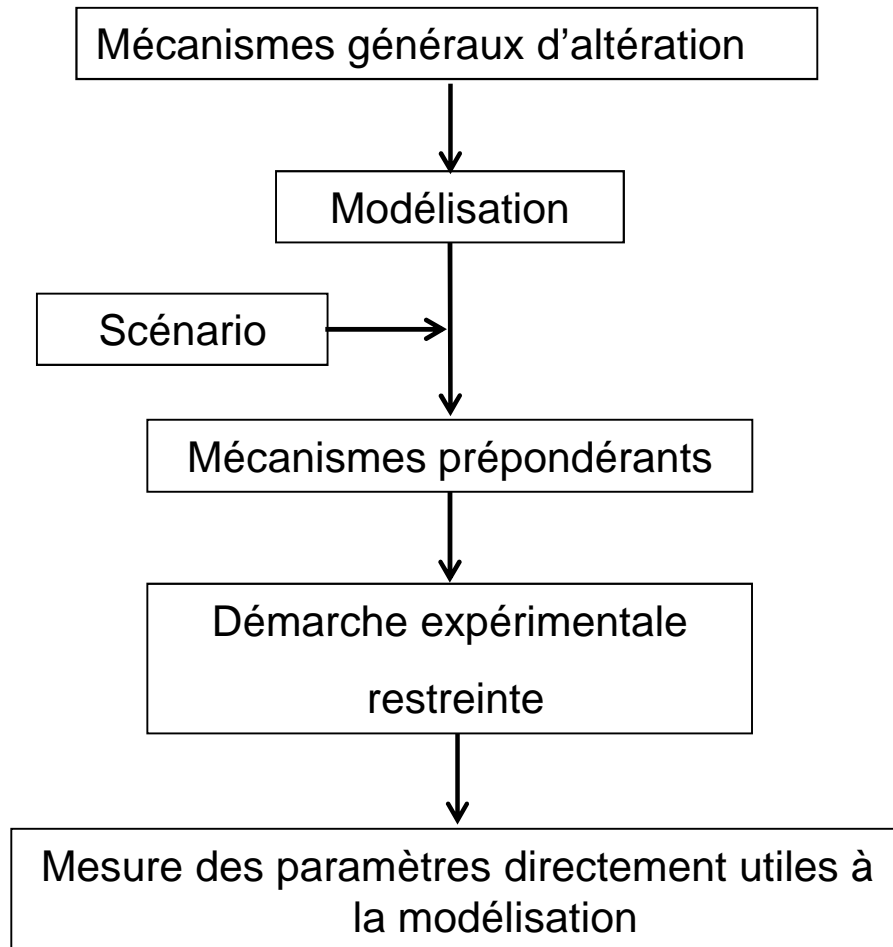 Mécanismes généraux d'altération
Modélisation
Scénario
Mécanismes prépondérants
Démarche expérimentale
restreinte
Mesure des paramètres directement utiles à
la modélisation